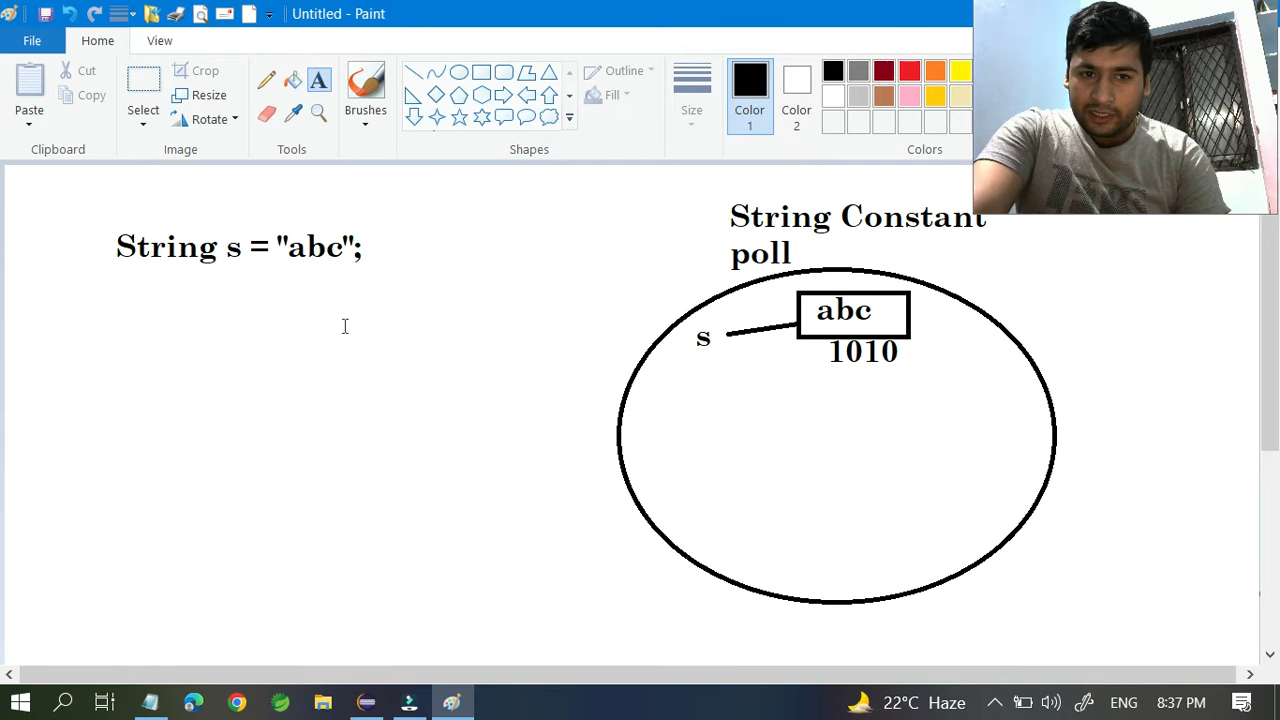 Untitled - Paint
File
Home
View
Paste
Cut
Copy
Clipboard
Select
Crop
Resize
Rotate
Image
A
Tools
Brushes
Outline
Fill
Shapes
Size
Color
1
Color
2
Colors
String s = "abc";
String Constant
poll
abc
s
1010
22°C Haze
ENG
8:37 PM